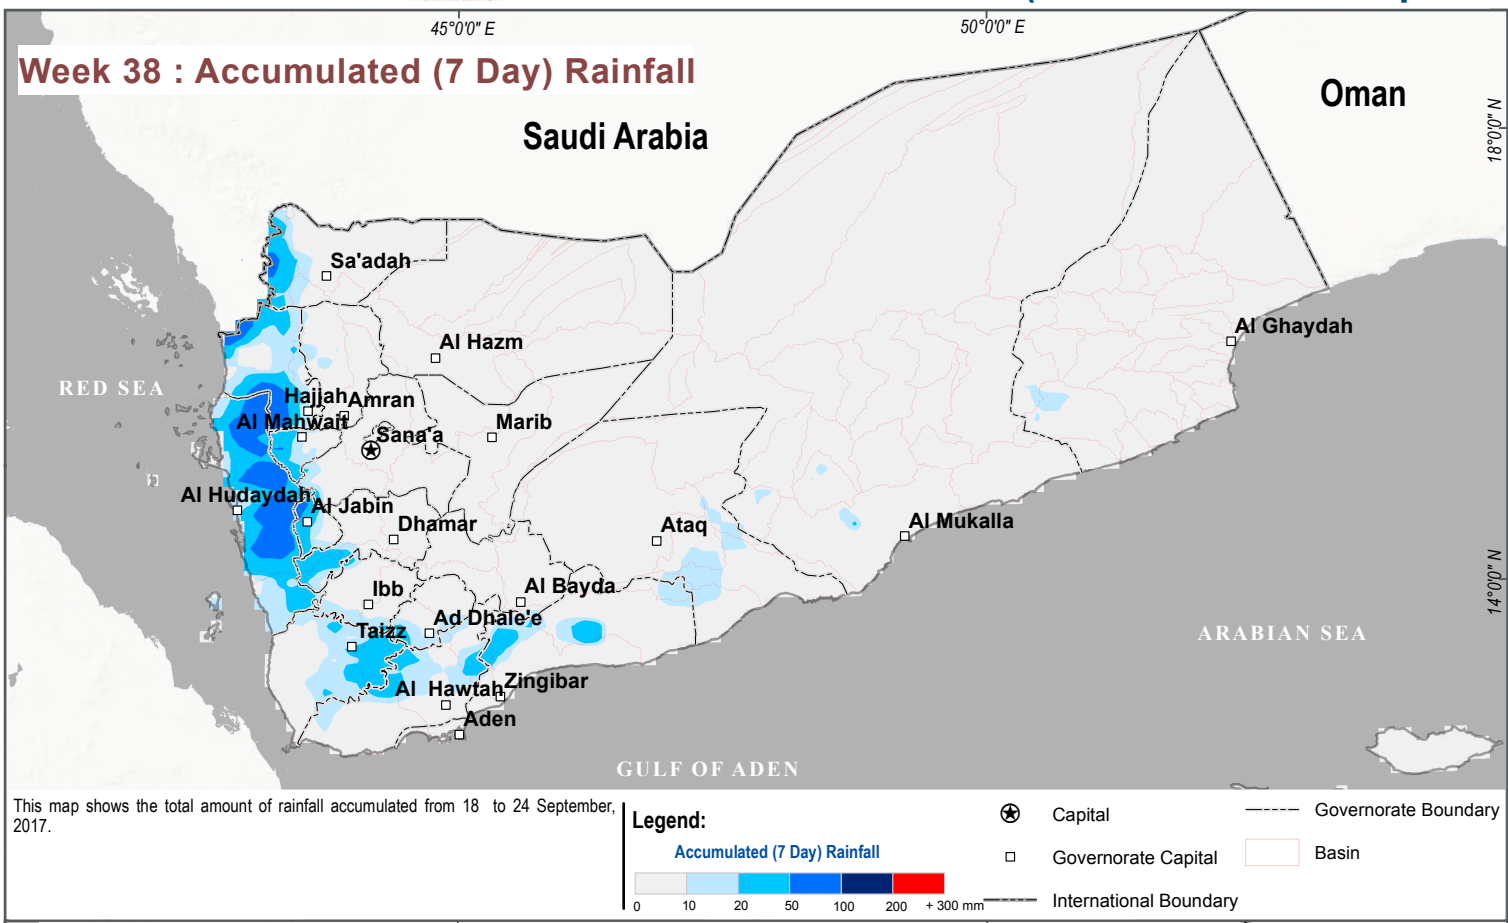 45°0'0" E
50°0'0" E
Week 38 : Accumulated (7 Day) Rainfall
Oman
Saudi Arabia
18°0'0" N
Sa'adah
Al Ghaydah
Al Hazm
RED SEA
Hajjah
Amran
Al Mahwait
Marib
Sana'a
Al Hudaydah
Al Jabin
Dhamar
Ataq
Al Mukalla
14°0'0" N
Ibb
Al Bayda
Ad Dhale'e
Taizz
ARABIAN SEA
Al Hawtah
Zingibar
Aden
GULF OF ADEN
This map shows the total amount of rainfall accumulated from 18 to 24 September,
2017.
Legend:
Accumulated (7 Day) Rainfall
0 10 20 50 100 200 + 300 mm
Capital
Governorate Capital
International Boundary
Governorate Boundary
Basin